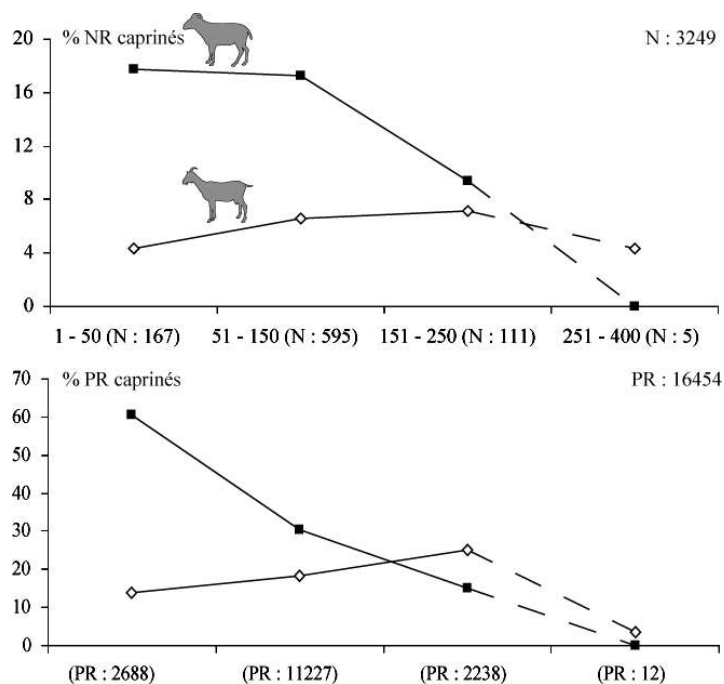 % NR caprinés
N : 3249
20
16
12
8
4
0
1 - 50 (N : 167)
51 - 150 (N : 595)
151 - 250 (N : 111)
251 - 400 (N : 5)
% PR caprinés
PR : 16454
70
60
50
40
30
20
10
0
(PR : 2688)
(PR : 11227)
(PR : 2238)
(PR : 12)